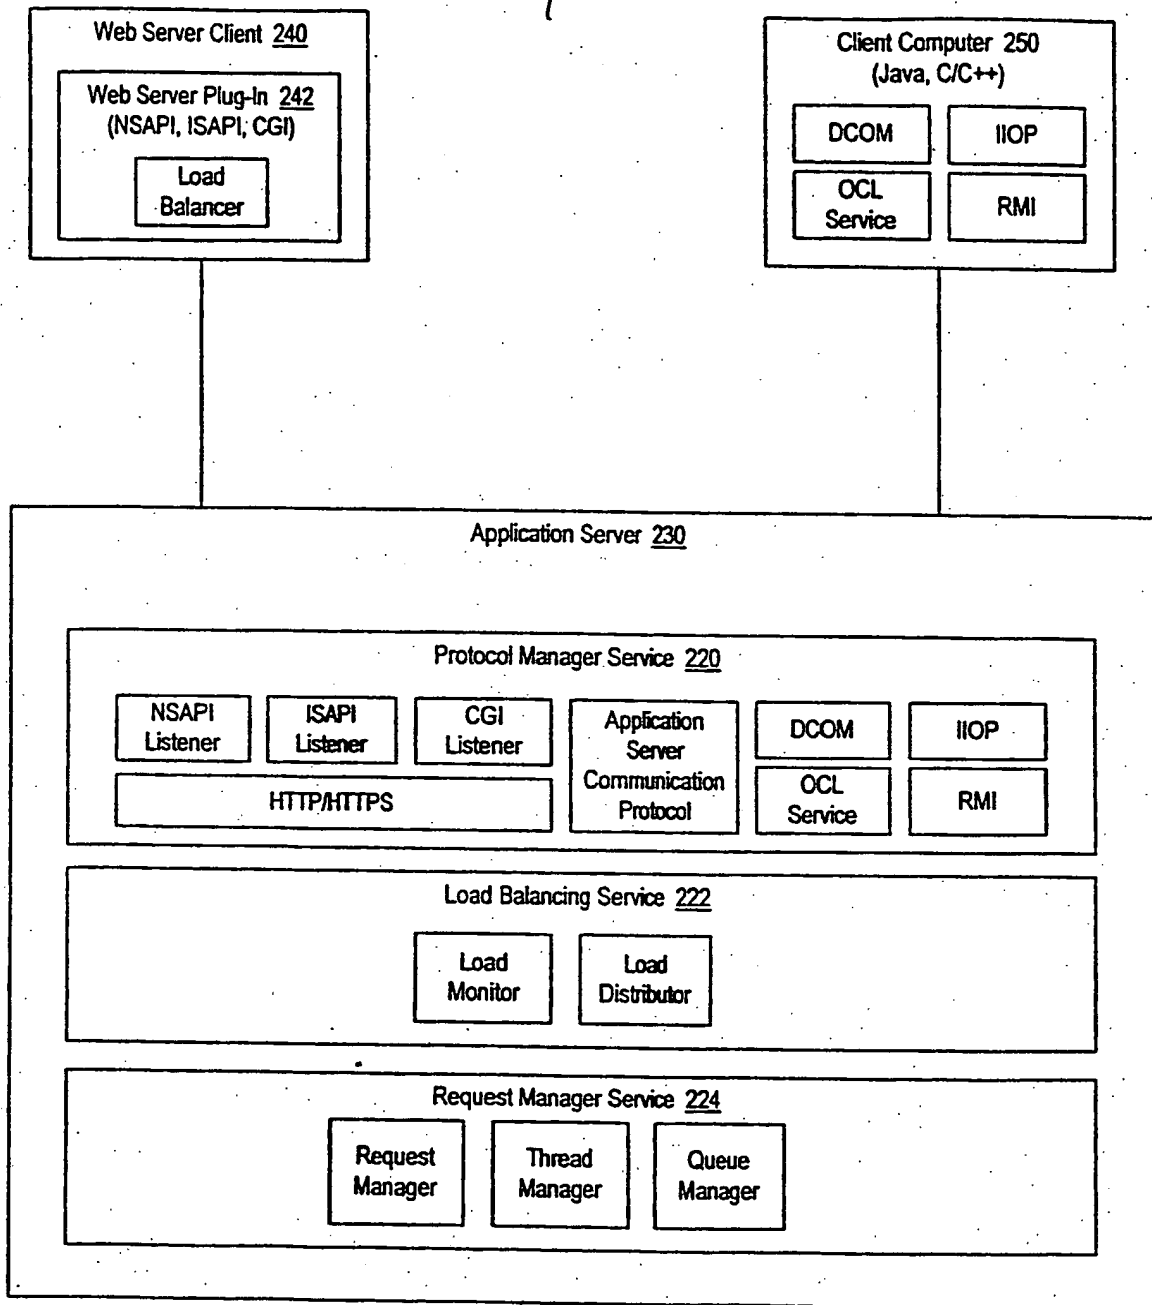 Web Server Client 240
Web Server Plug-In 242
(NSAPI, ISAPI, CGI)
Load
Balancer
Client Computer 250
(Java, C/C++)
DCOM
IIOP
OCL
Service
RMI
Application Server 230
Protocol Manager Service 220
NSAPI
Listener
ISAPI
Listener
CGI
Listener
HTTP/HTTPS
Application
Server
Communication
Protocol
DCOM
IIOP
OCL
Service
RMI
Load Balancing Service 222
Load
Monitor
Load
Distributor
Request Manager Service 224
Request
Manager
Thread
Manager
Queue
Manager